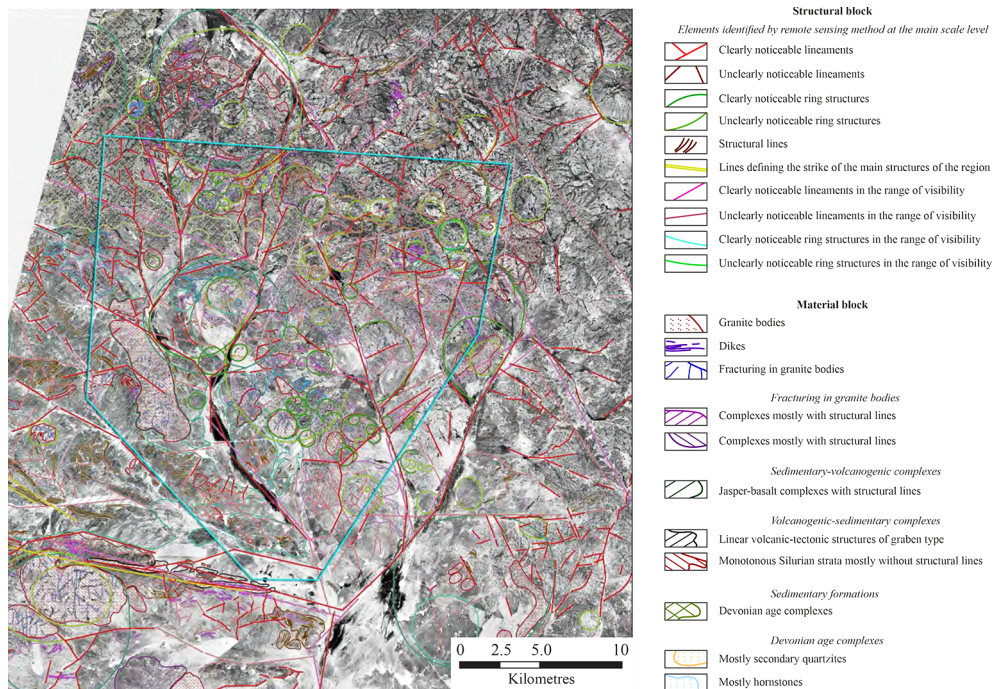 Structural block
Elements identified by remote sensing method at the main scale level
Clearly noticeable lineaments
Unclearly noticeable lineaments
Clearly noticeable ring structures
Unclearly noticeable ring structures
Structural lines
Lines defining the strike of the main structures of the region
Clearly noticeable lineaments in the range of visibility
Unclearly noticeable lineaments in the range of visibility
Clearly noticeable ring structures in the range of visibility
Unclearly noticeable ring structures in the range of visibility
Material block
Granite bodies
Dikes
Fracturing in granite bodies
Fracturing in granite bodies
Complexes mostly with structural lines
Complexes mostly with structural lines
Sedimentary-volcanogenic complexes
Jasper-basalt complexes with structural lines
Volcanogenic-sedimentary complexes
Linear volcanic-tectonic structures of graben type
Monotonous Silurian strata mostly without structural lines
Sedimentary formations
Devonian age complexes
Devonian age complexes
Mostly secondary quartzites
Mostly hornstones
0 2.5 5.0 10
Kilometres